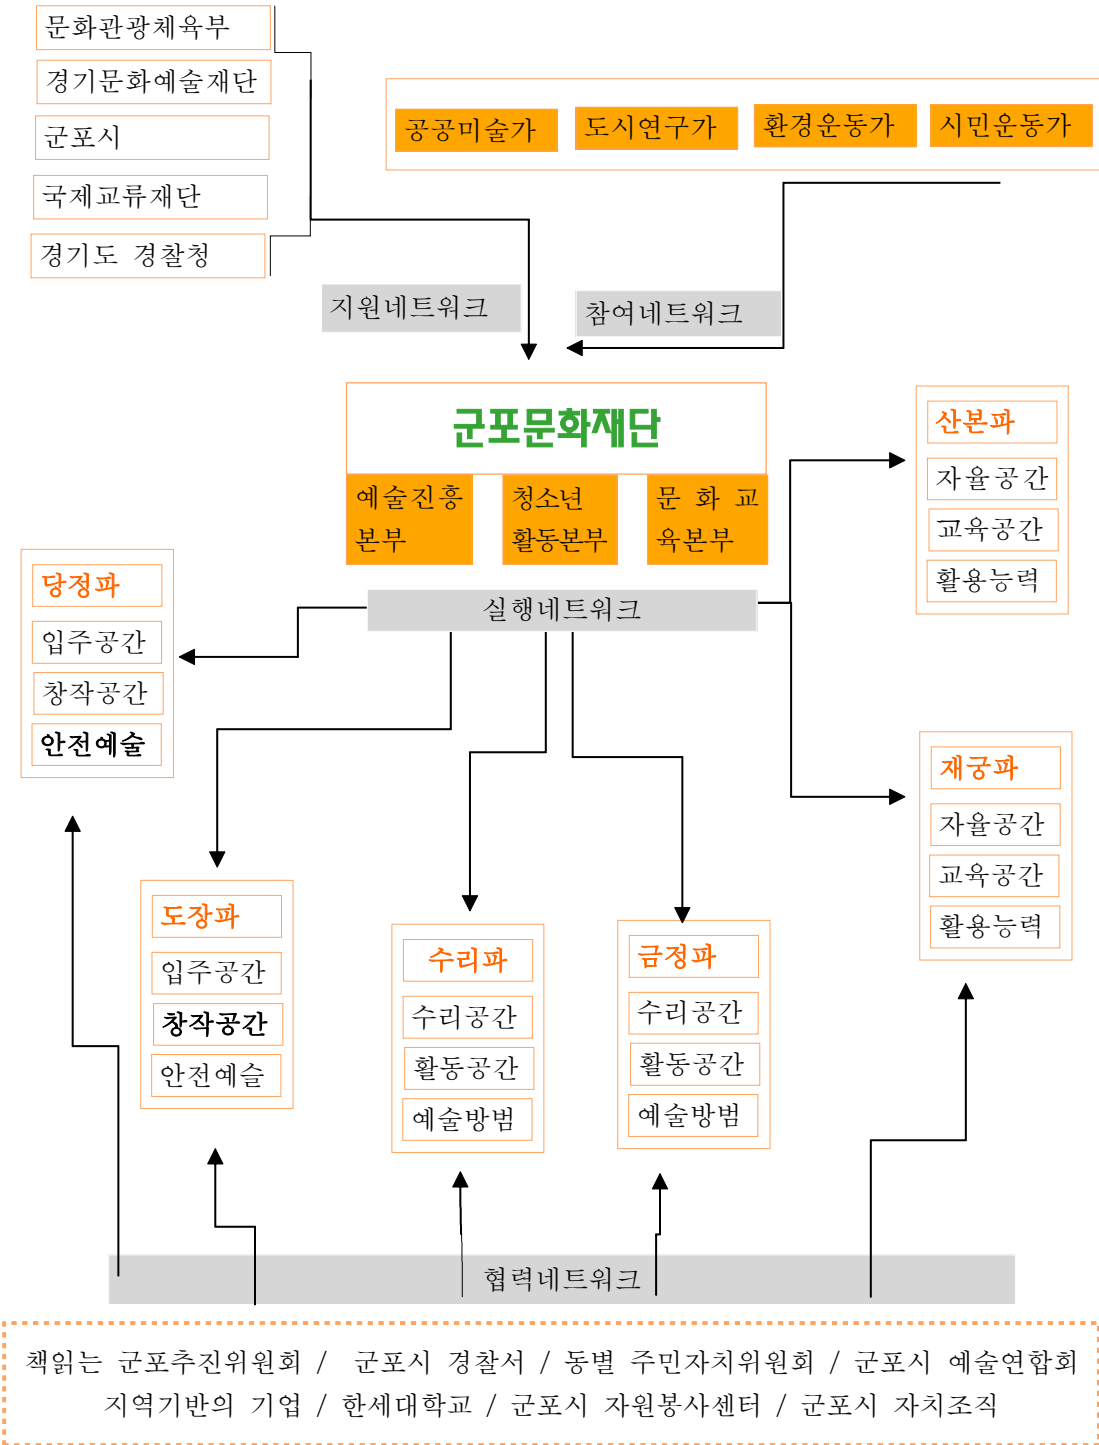 문화관광체육부
경기문화예술재단
군포시
국제교류재단
경기도 경찰청
공공미술가
도시연구가
환경운동가
시민운동가
지원네트워크
참여네트워크
군포문화재단
예술진흥
본부
청소년
활동본부
문 화 교
육본부
실행네트워크
산본파
자율공간
교육공간
활용능력
당정파
입주공간
창작공간
안전예술
재궁파
자율공간
교육공간
활용능력
도장파
입주공간
창작공간
안전예슬
수리파
수리공간
활동공간
예술방범
금정파
수리공간
활동공간
예술방범
협력네트워크
책읽는 군포추진위원회 / 군포시 경찰서 / 동별 주민자치위원회 / 군포시 예술연합회
지역기반의 기업 / 한세대학교 / 군포시 자원봉사센터 / 군포시 자치조직